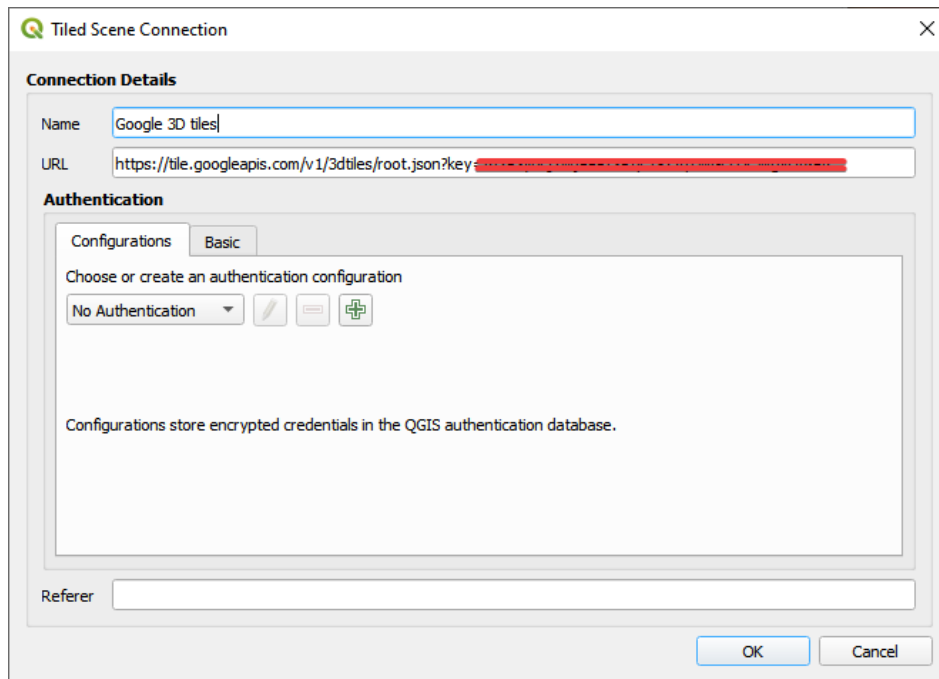 Tiled Scene Connection
Connection Details
Name Google 3D tiles
URL https://tile.googleapis.com/v1/3dtiles/root.json?key=
Authentication
Configurations Basic
Choose or create an authentication configuration
No Authentication
Configurations store encrypted credentials in the QGIS authentication database.
Referer
OK Cancel